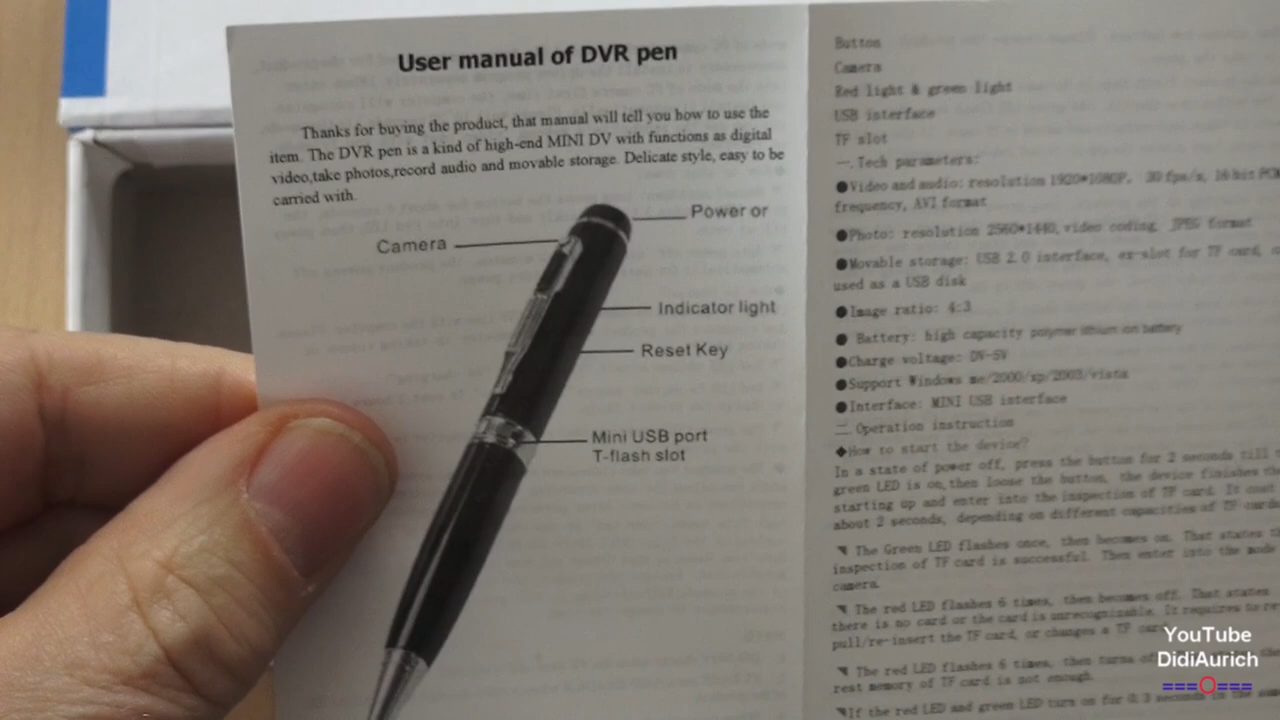 User manual of DVR pen
Thanks for buying the product, that manual will tell you how to use the
item. The DVR pen is a kind of high-end MINI DV with functions as digital
video,take photos,record audio and movable storage. Delicate style, easy to be
carried with.
Camera
Power or
Indicator light
Reset Key
Mini USB port
T-flash slot
Button
Camera
Red light & green light
USB interface
TF slot
一.Tech parameters:
●Video and audio: resolution 1920*1080P, 30 fps/s, 16 bit PCM
frequency, AVI format
●Photo: resolution 2560*1440, video coding, JPEG format
●Movable storage: USB 2.0 interface, ex-slot for TF card,
used as a USB disk
●Image ratio: 4:3
● Battery: high capacity polymer lithium ion battery
●Charge voltage: DV-5V
●Support Windows me/2000/xp/2003/vista
●Interface: MINI USB interface
二 Operation instruction
◆How to start the device?
In a state of power off, press the button for 2 seconds till
green LED is on,then loose the button, the device finishes
starting up and enter into the inspection of TF card. It cost
about 2 seconds, depending on different capacities of TF
◥ The Green LED flashes once, then becomes on. That states
inspection of TF card is successful. Then enter into the mode
camera.
◥ The red LED flashes 6 times, then becomes off. That states
there is no card or the card is unrecognizable. It requires to
pull/re-insert the TF card, or changes a TF
◥ The red LED flashes 6 times, then turns
rest memory of TF card is not enough.
◥If the red LED and green LED turn on for 0.3 seconds
YouTube
DidiAurich
===O===